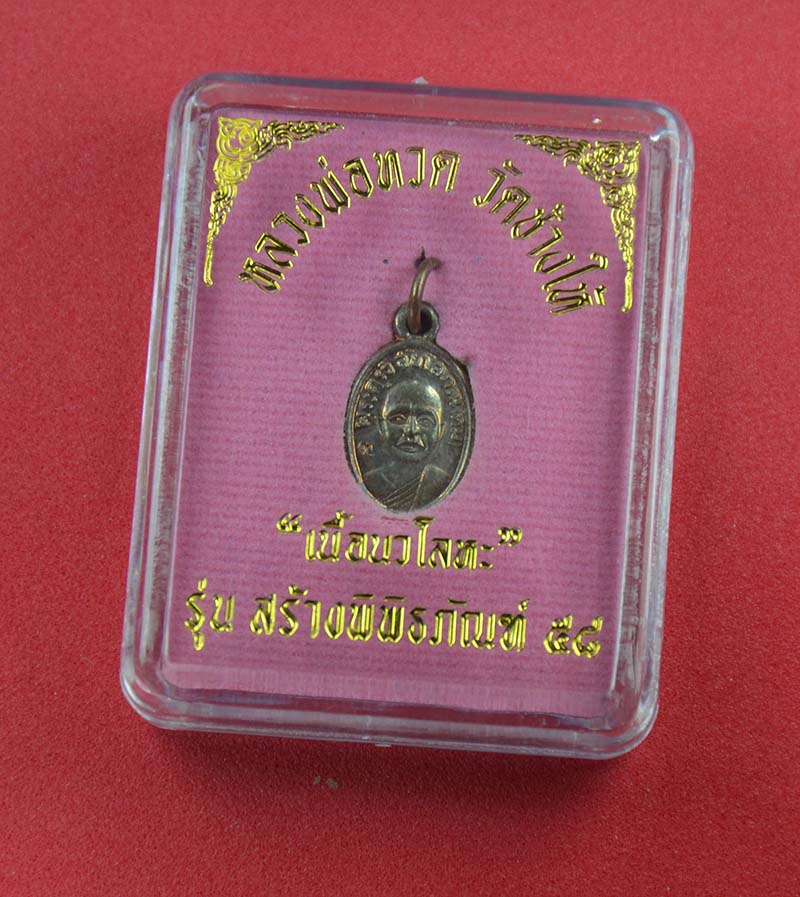 หลวงพ่อทวด วัดช้างให้
"เนื้อนวโลหะ"
รุ่น สร้างพิพิธภัณฑ์ ๕๘